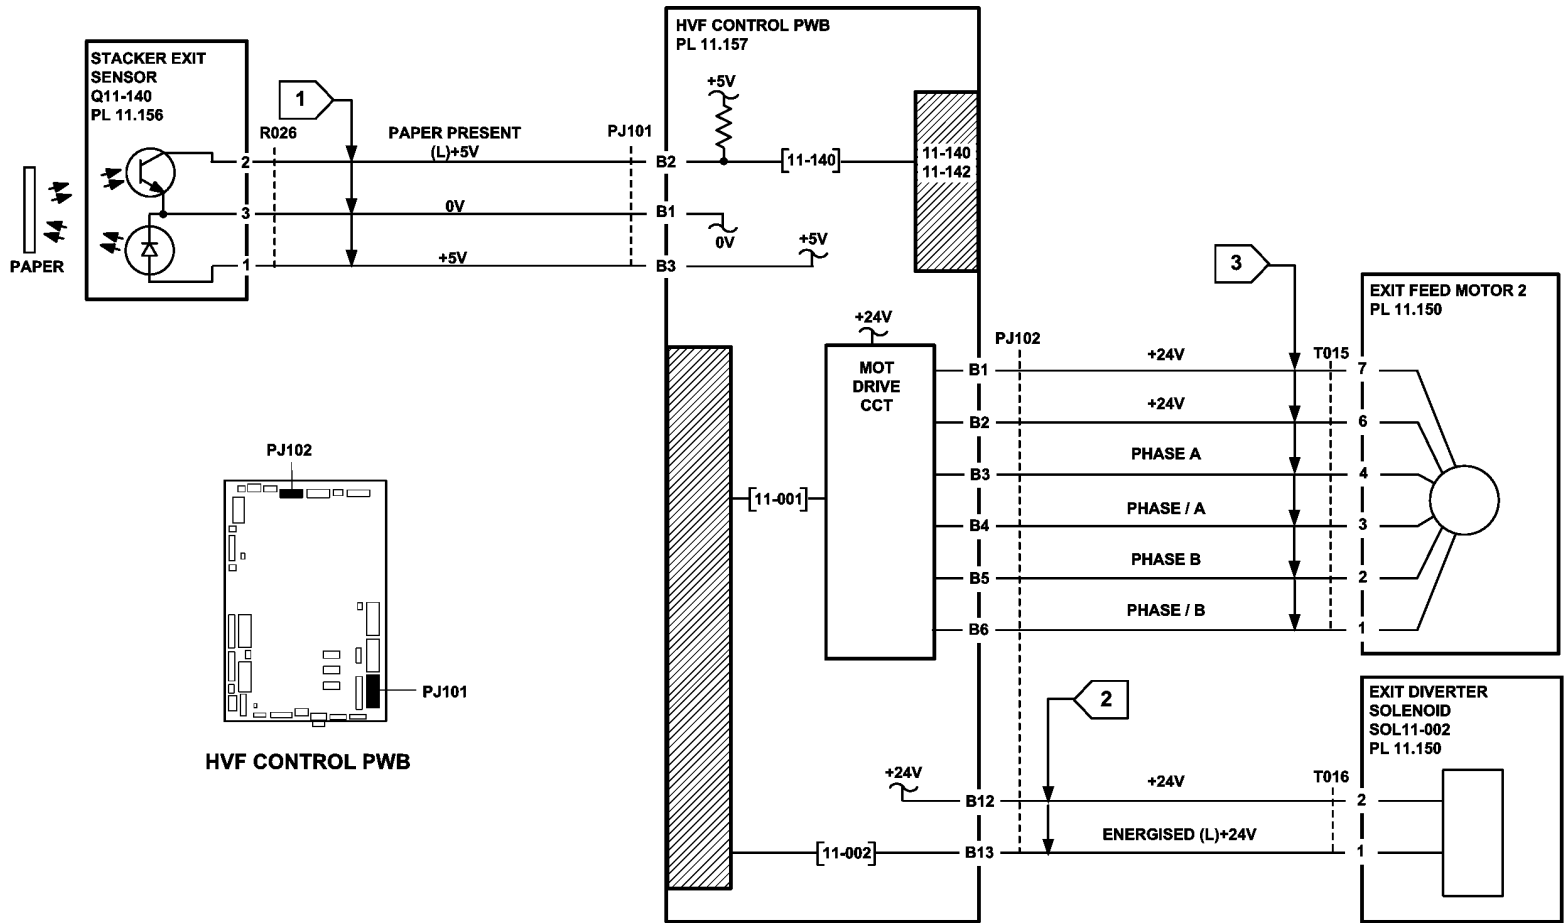 HVF CONTROL PWB
PL 11.157
STACKER EXIT
SENSOR
Q11-140
PL 11.156
1
R026
PAPER PRESENT
(L)+5V
PJ101
+5V
2
B2
[11-140]
11-140
11-142
3
0V
B1
0V
+5V
PAPER
1
+5V
B3
3
EXIT FEED MOTOR 2
PL 11.150
+24V
PJ102
T015
MOT
DRIVE
CCT
B1
+24V
7
B2
+24V
6
B3
PHASE A
4
[11-001]
B4
PHASE / A
3
B5
PHASE B
2
B6
PHASE / B
1
PJ102
PJ101
HVF CONTROL PWB
2
EXIT DIVERTER
SOLENOID
SOL11-002
PL 11.150
+24V
B12
+24V
T016
2
[11-002]
B13
ENERGISED (L)+24V
1